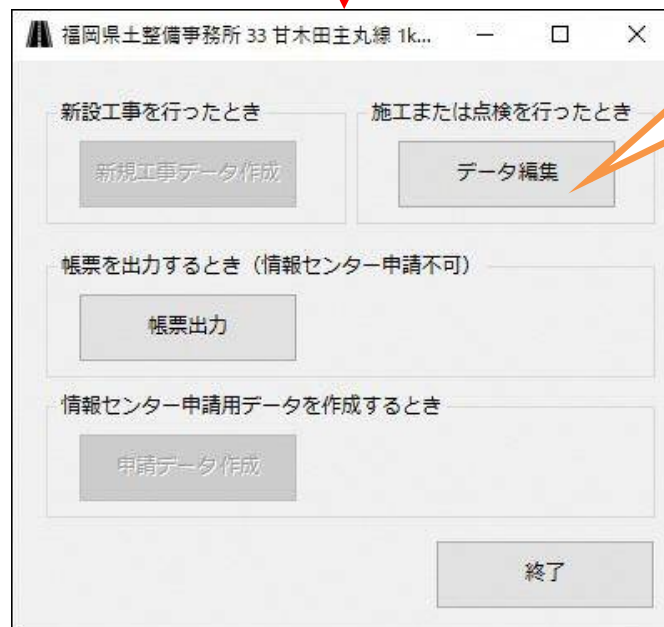 福岡県土整備事務所 33 甘木田主丸線 1k...
新設工事を行ったとき
施工または点検を行ったとき
新規工事データ作成
データ編集
帳票を出力するとき（情報センター申請不可）
帳票出力
情報センター申請用データを作成するとき
申請データ作成
終了